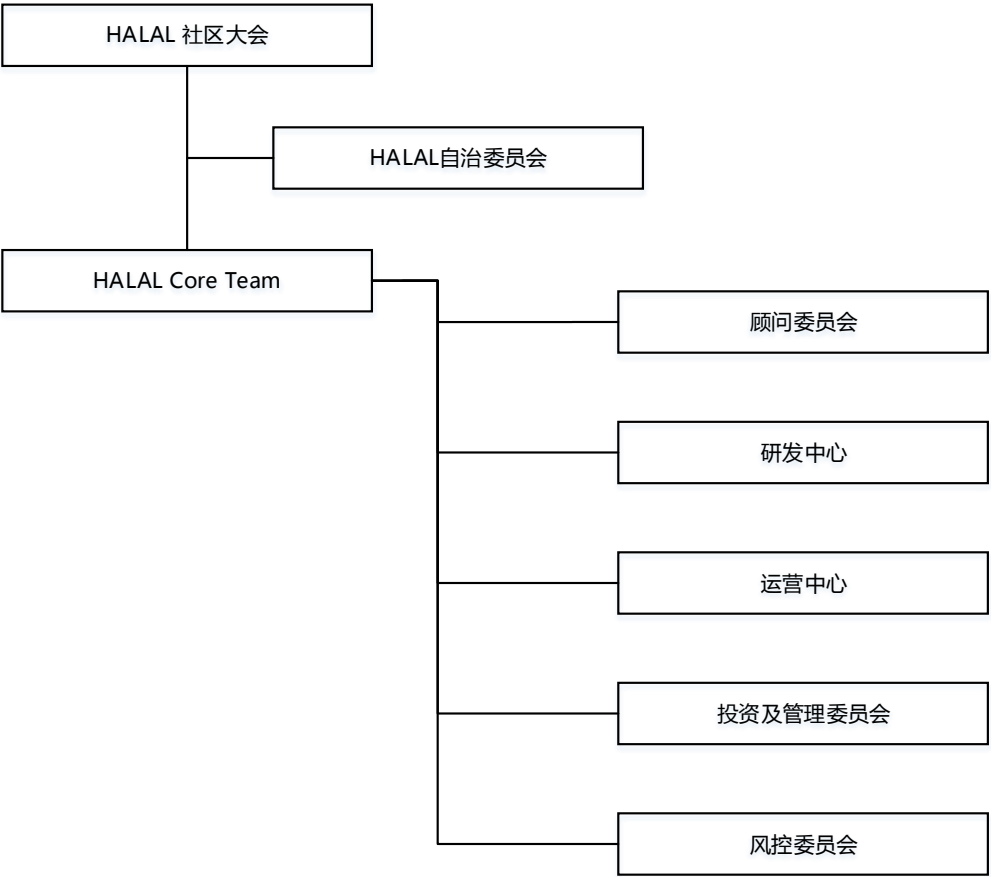 HALAL 社区大会
HALAL自治委员会
HALAL Core Team
顾问委员会
研发中心
运营中心
投资及管理委员会
风控委员会